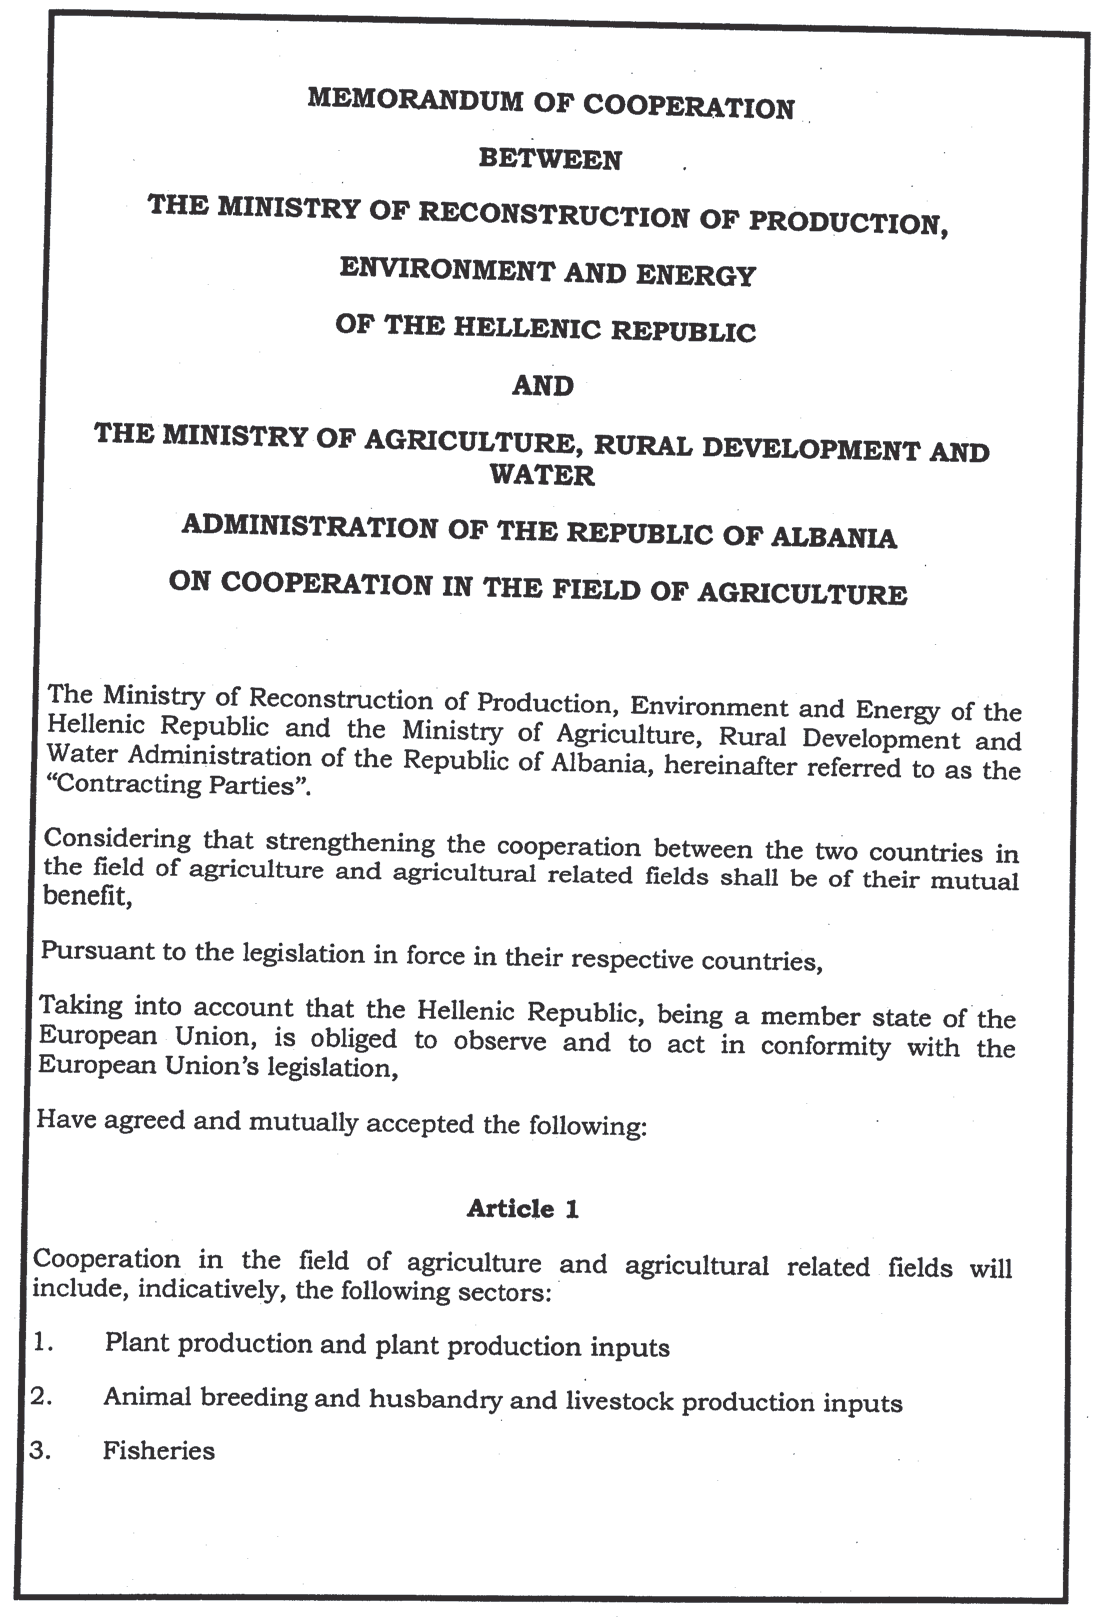 MEMORANDUM OF COOPERATION
BETWEEN
THE MINISTRY OF RECONSTRUCTION OF PRODUCTION,
ENVIRONMENT AND ENERGY
OF THE HELLENIC REPUBLIC
AND
THE MINISTRY OF AGRICULTURE, RURAL DEVELOPMENT AND
WATER
ADMINISTRATION OF THE REPUBLIC OF ALBANIA
ON COOPERATION IN THE FIELD OF AGRICULTURE
The Ministry of Reconstruction of Production, Environment and Energy of the
Hellenic Republic and the Ministry of Agriculture, Rural Development and
Water Administration of the Republic of Albania, hereinafter referred to as the
“Contracting Parties”.
Considering that strengthening the cooperation between the two countries in
the field of agriculture and agricultural related fields shall be of their mutual
benefit,
Pursuant to the legislation in force in their respective countries,
Taking into account that the Hellenic Republic, being a member state of the
European Union, is obliged to observe and to act in conformity with the
European Union’s legislation,
Have agreed and mutually accepted the following:
Article 1
Cooperation in the field of agriculture and agricultural related fields will
include, indicatively, the following sectors:
1. Plant production and plant production inputs
2. Animal breeding and husbandry and livestock production inputs
3. Fisheries